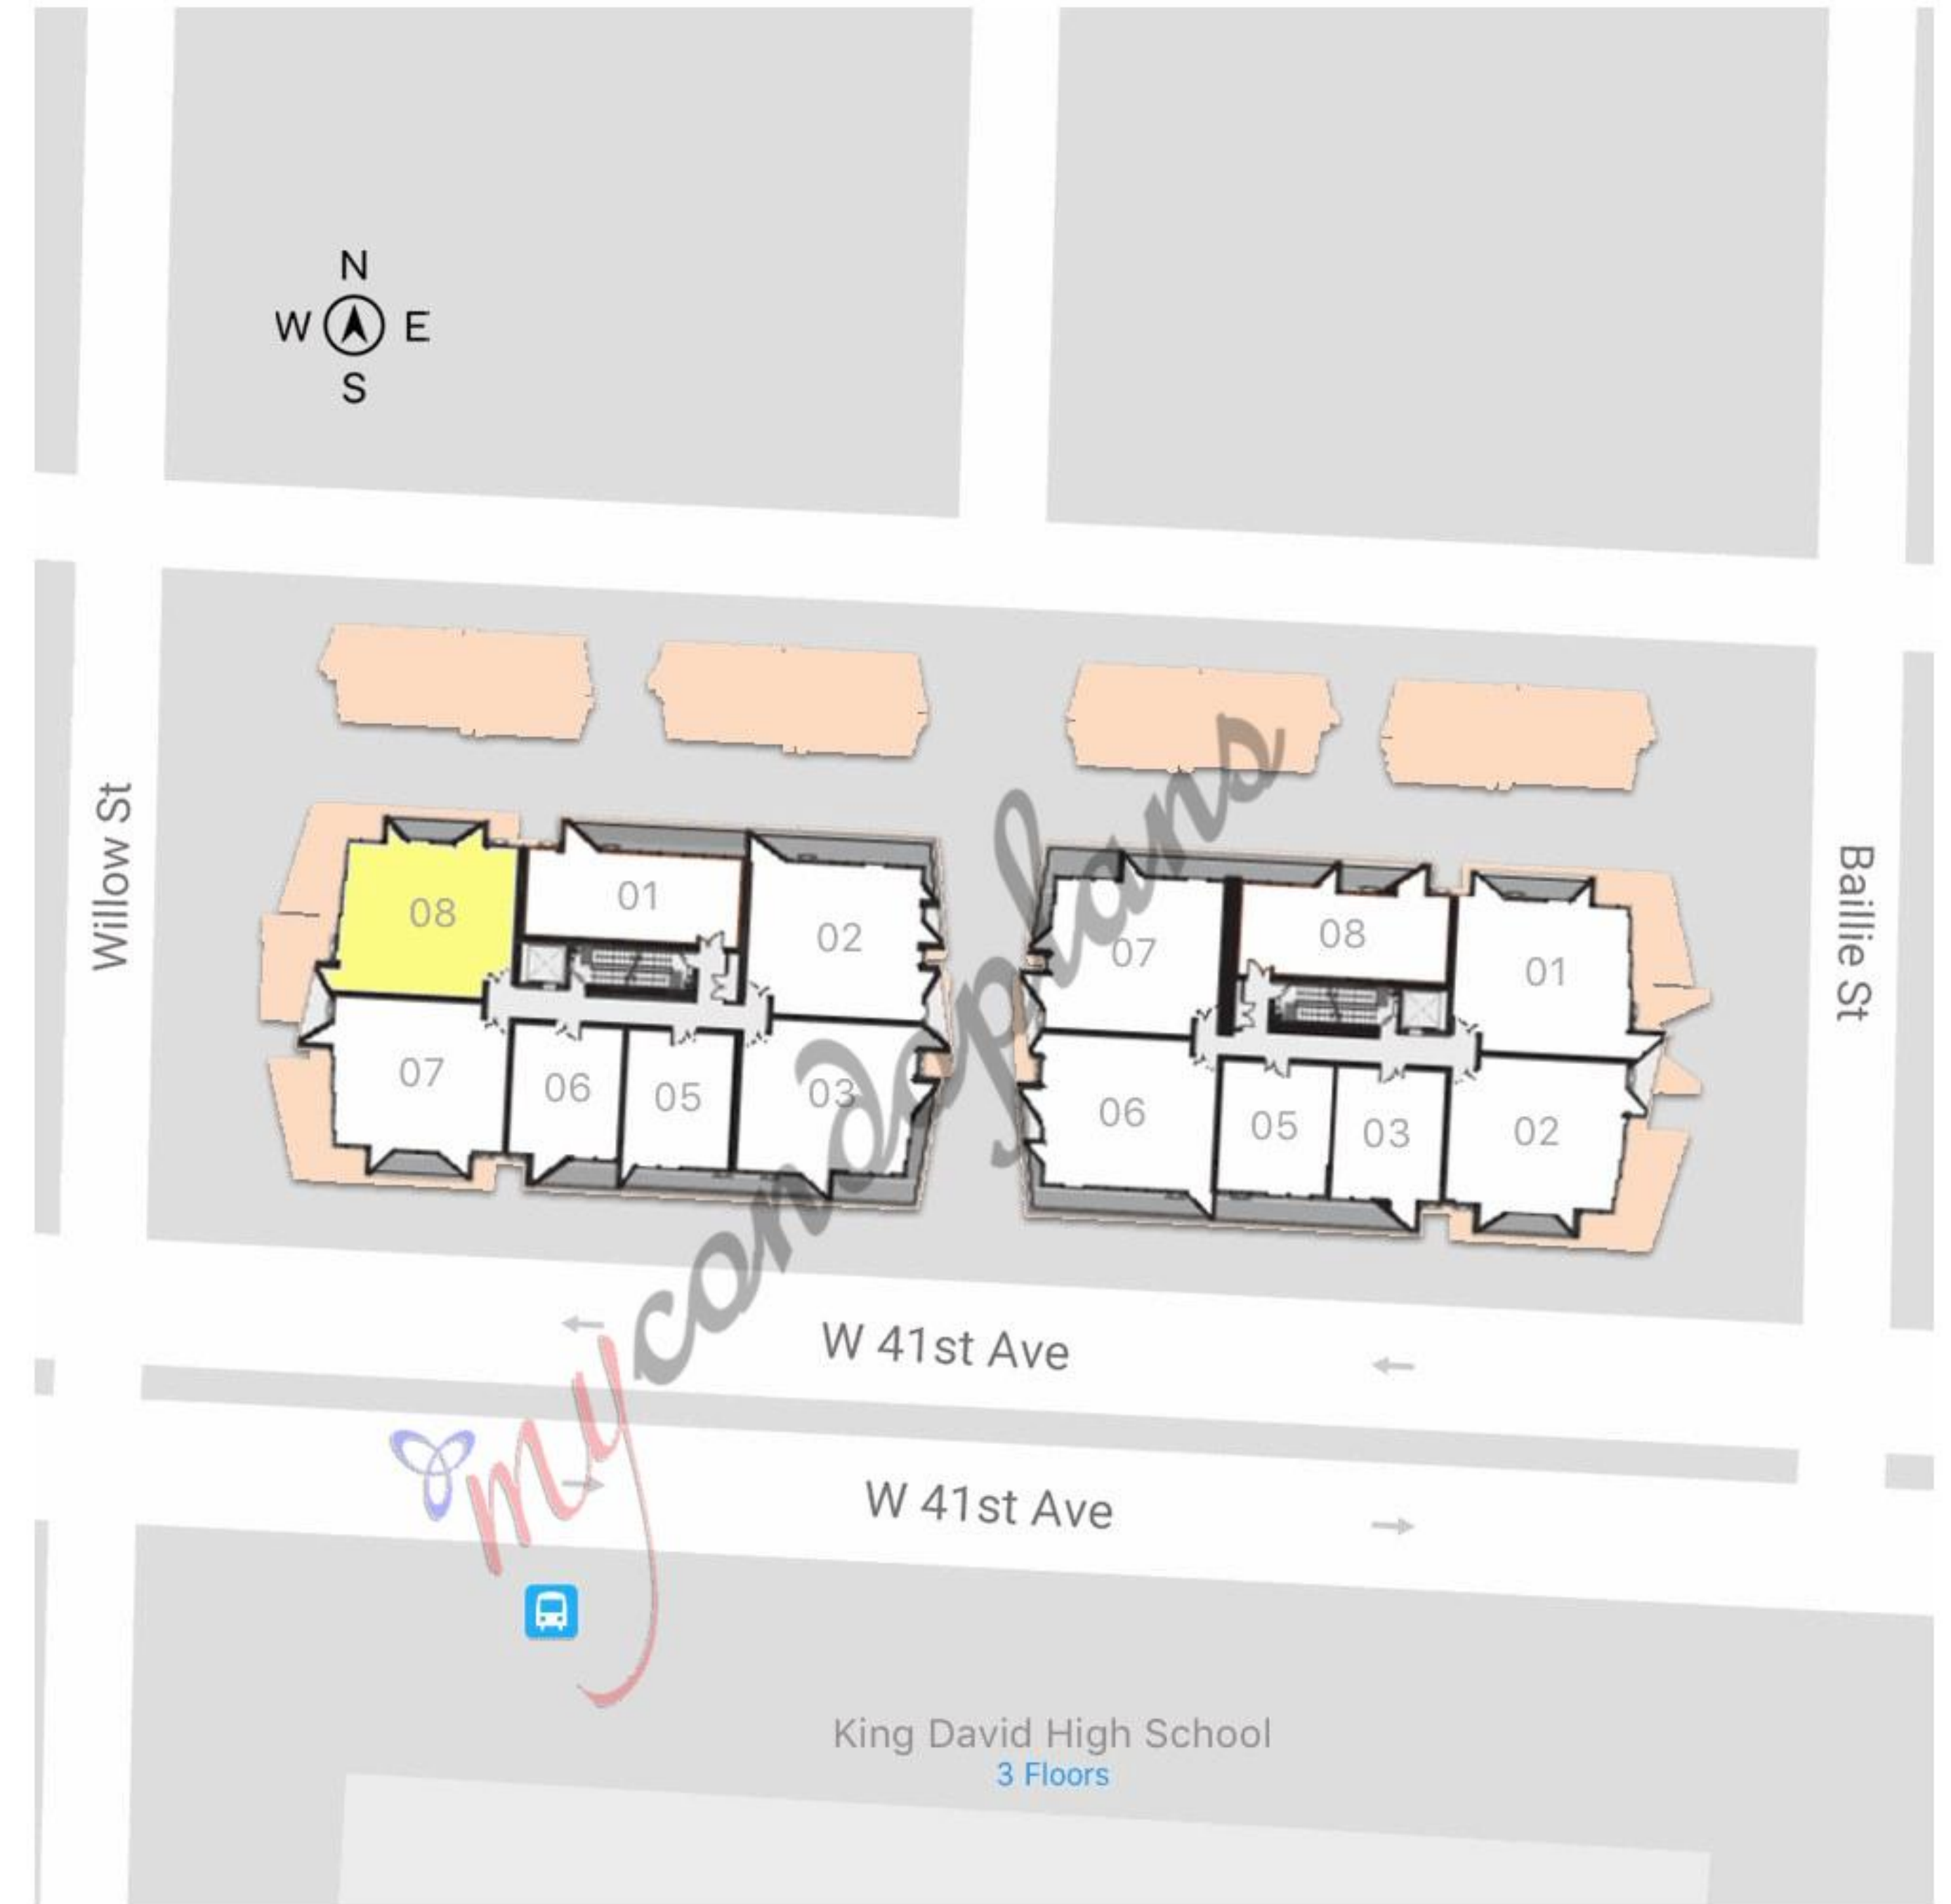 N
W E
S
Willow St
Baillie St
08
01
02
07
06
05
03
07
08
01
06
05
03
02
mycondoplans
W 41st Ave
W 41st Ave
King David High School
3 Floors